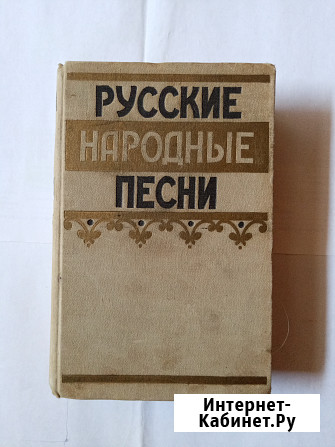 РУССКИЕ
НАРОДНЫЕ
ПЕСНИ
Интернет-
Кабинет.Ру